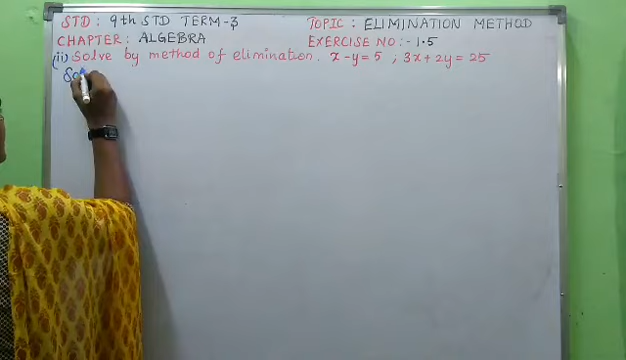 STD : 9th STD TERM-3 TOPIC : ELIMINATION METHOD
CHAPTER : ALGEBRA EXERCISE NO :- 1.5
(ii) Solve by method of elimination. x - y = 5 ; 3x + 2y = 25